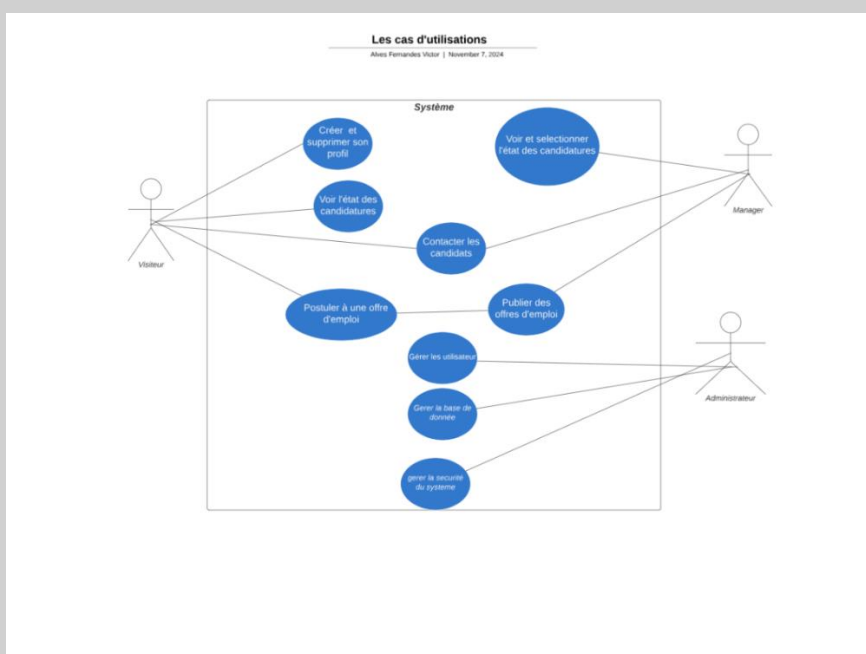 Les cas d'utilisations
Alves Fernandes Victor | November 7, 2024
Système
Créer et
supprimer son
profil
Voir et selectionner
l'état des candidatures
Manager
Voir l'état des
candidatures
Visiteur
Contacter les
candidats
Postuler à une offre
d'emploi
Publier des
offres d'emploi
Gérer les utilisateur
Administrateur
Gerer la base de
donnée
gerer la securité
du systeme